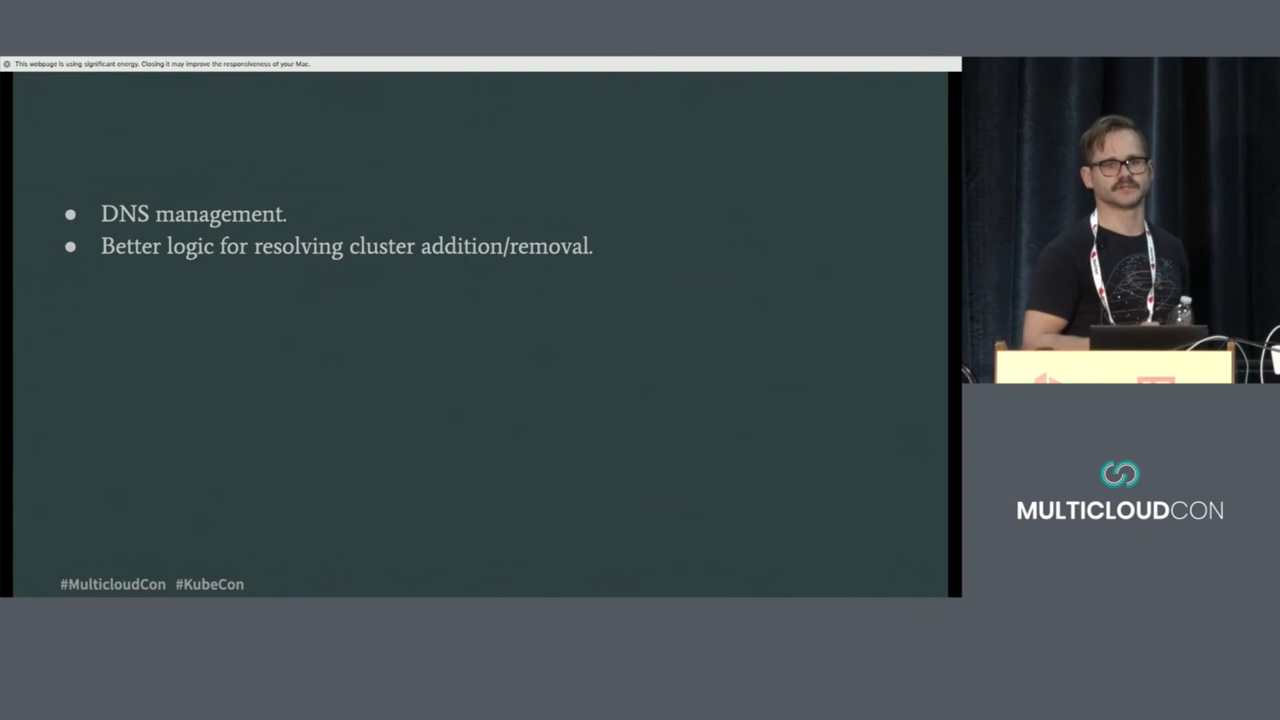 This webpage is using significant energy. Closing it may improve the responsiveness of your Mac.
● DNS management.
● Better logic for resolving cluster addition/removal.
#MulticloudCon #KubeCon
MULTICLOUDCON